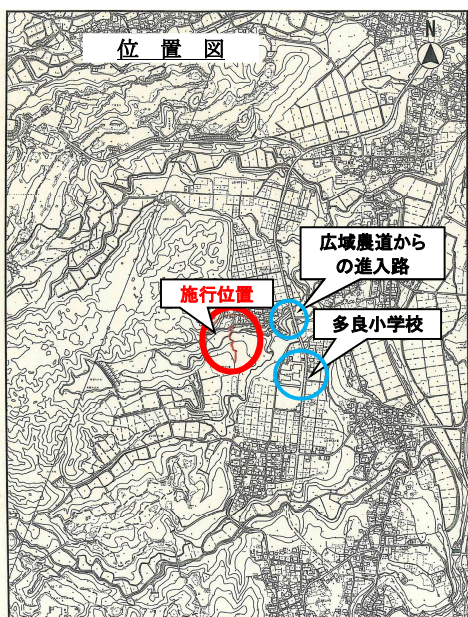 位 置 図
N
広域農道から
の進入路
施行位置
多良小学校